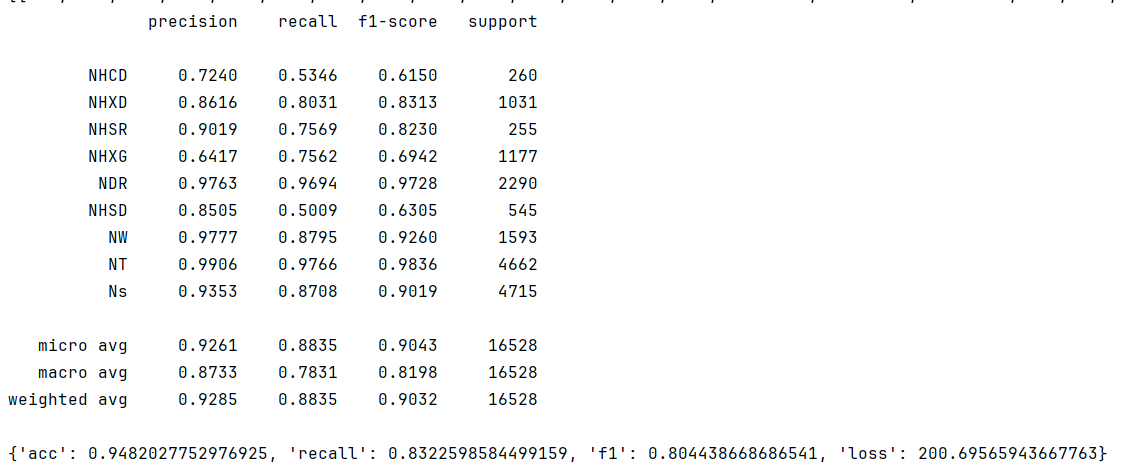 precision recall f1-score support
NHCD 0.7240 0.5346 0.6150 260
NHXD 0.8616 0.8031 0.8313 1031
NHSR 0.9019 0.7569 0.8230 255
NHXG 0.6417 0.7562 0.6942 1177
NDR 0.9763 0.9694 0.9728 2290
NHSD 0.8505 0.5009 0.6305 545
NW 0.9777 0.8795 0.9260 1593
NT 0.9906 0.9766 0.9836 4662
Ns 0.9353 0.8708 0.9019 4715
micro avg 0.9261 0.8835 0.9043 16528
macro avg 0.8733 0.7831 0.8198 16528
weighted avg 0.9285 0.8835 0.9032 16528
{'acc': 0.9482027752976925, 'recall': 0.8322598584499159, 'f1': 0.804438668686541, 'loss': 200.69565943667763}